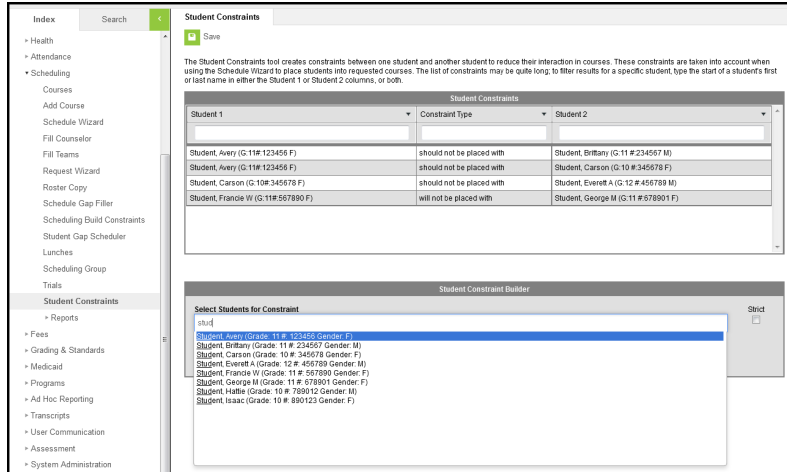 Index
Search
Health
Attendance
Scheduling
Courses
Add Course
Schedule Wizard
Fill Counselor
Fill Teams
Request Wizard
Roster Copy
Schedule Gap Filler
Scheduling Build Constraints
Student Gap Scheduler
Lunches
Scheduling Group
Trials
Student Constraints
Reports
Fees
Grading & Standards
Medicaid
Programs
Ad Hoc Reporting
Transcripts
User Communication
Assessment
System Administration
Student Constraints
Save
The Student Constraints tool creates constraints between one student and another student to reduce their interaction in courses. These constraints are taken into account when
using the Schedule Wizard to place students into requested courses. The list of constraints may be quite long; to filter results for a specific student, type the start of a student's first
or last name in either the Student 1 or Student 2 columns, or both.
Student Constraints
Student 1 Constraint Type Student 2
Student, Avery (G:11#:123456 F) should not be placed with Student, Brittany (G:11 #:234567 M)
Student, Avery (G:11#:123456 F) should not be placed with Student, Carson (G:10 #:345678 F)
Student, Carson (G:10#:345678 F) should not be placed with Student, Everett A (G:12 #:456789 M)
Student, Francie W (G:11#:567890 F) will not be placed with Student, George M (G:11 #:678901 F)
Student Constraint Builder
Select Students for Constraint Strict
stud
Student, Avery (Grade: 11 #: 123456 Gender: F)
Student, Brittany (Grade: 11 #: 234567 Gender: M)
Student, Carson (Grade: 10 #: 345678 Gender: F)
Student, Everett A (Grade: 12 #: 456789 Gender: M)
Student, Francie W (Grade: 11 #: 567890 Gender: F)
Student, George M (Grade: 11 #: 678901 Gender: F)
Student, Hattie (Grade: 10 #: 789012 Gender: M)
Student, Isaac (Grade: 10 #: 890123 Gender: F)